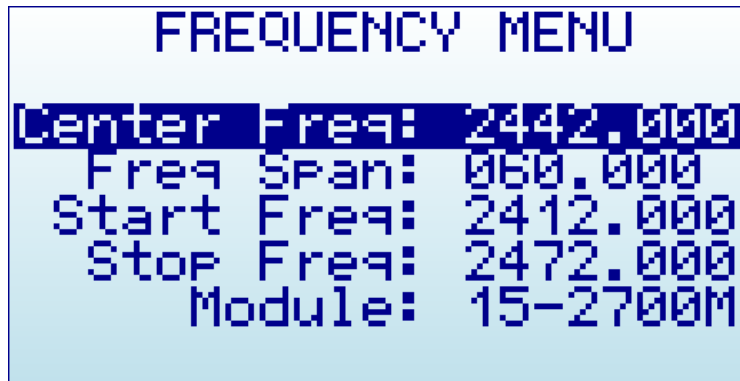 FREQUENCY MENU
Center Freq: 2442.000
Freq Span: 060.000
Start Freq: 2412.000
Stop Freq: 2472.000
Module: 15-2700M